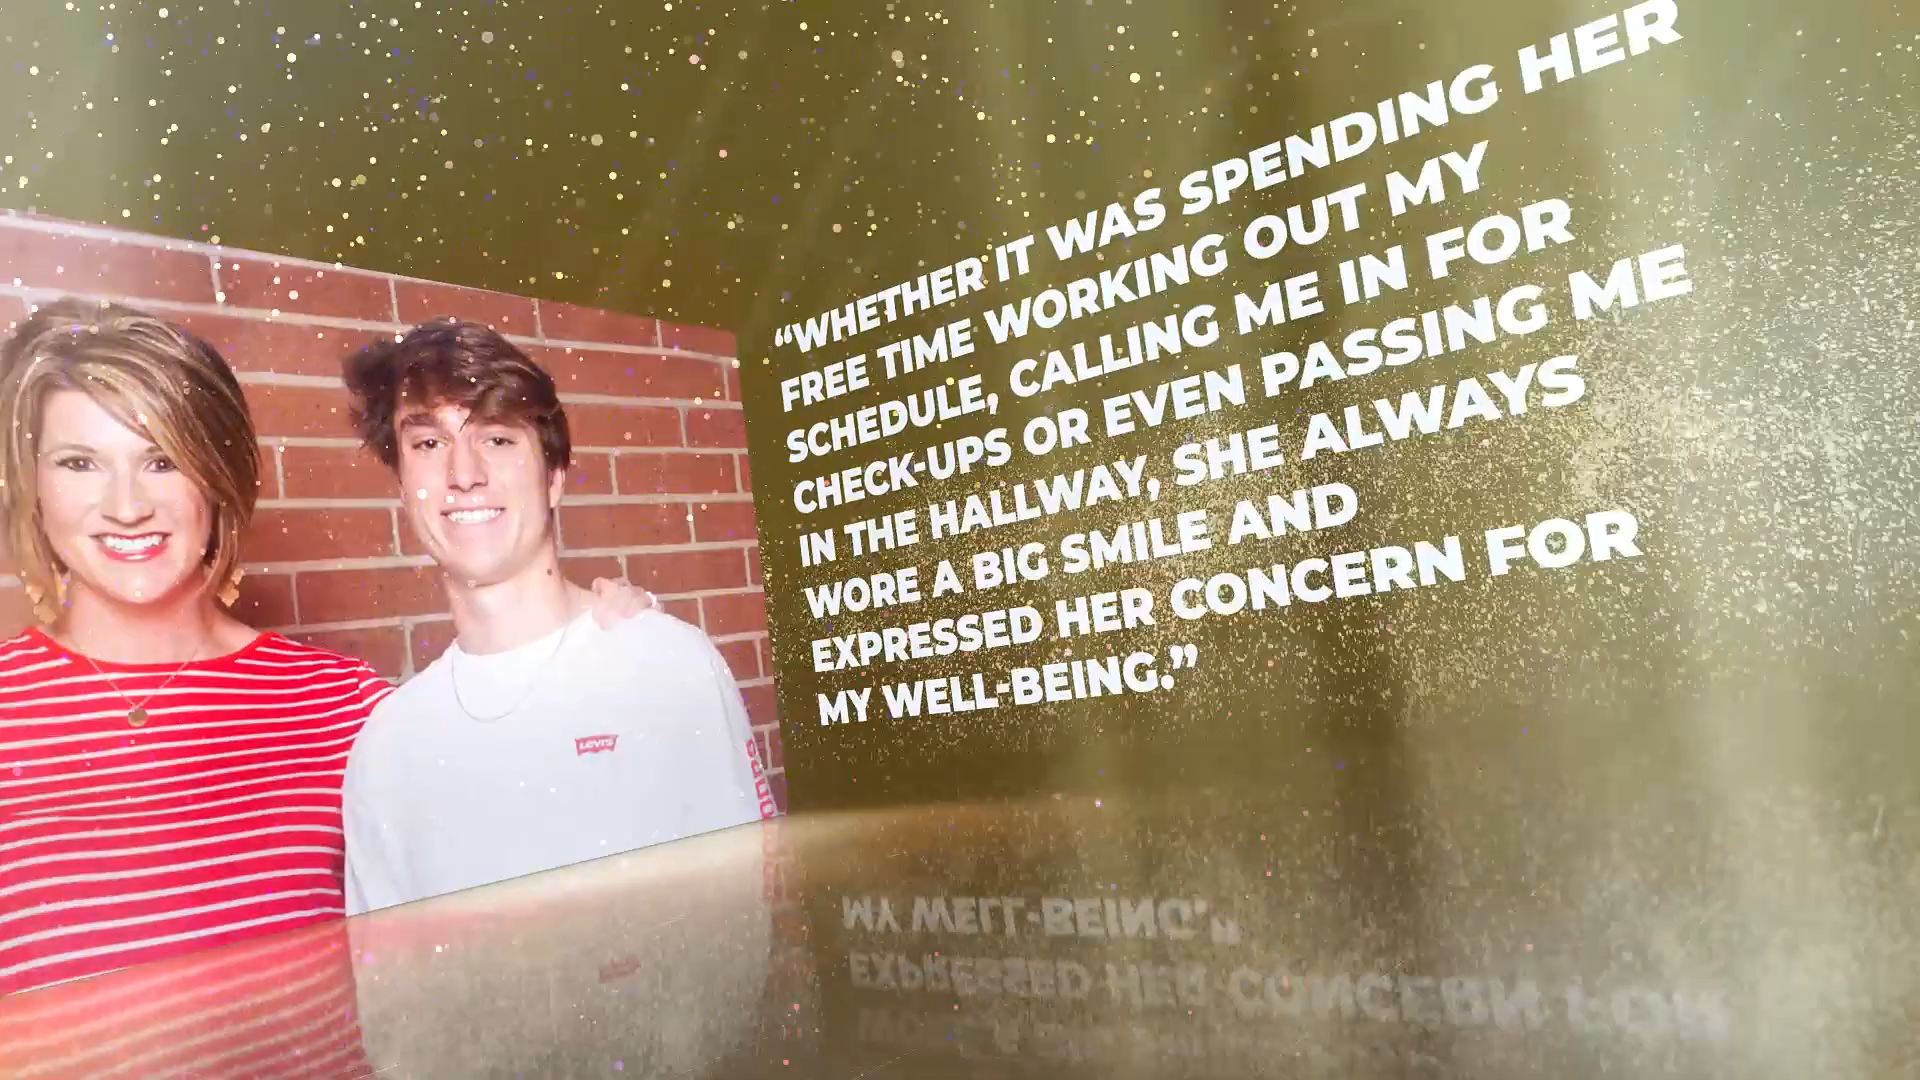 “WHETHER IT WAS SPENDING HER
FREE TIME WORKING OUT MY
SCHEDULE, CALLING ME IN FOR
CHECK-UPS OR EVEN PASSING ME
IN THE HALLWAY, SHE ALWAYS
WORE A BIG SMILE AND
EXPRESSED HER CONCERN FOR
MY WELL-BEING.”
Levi's